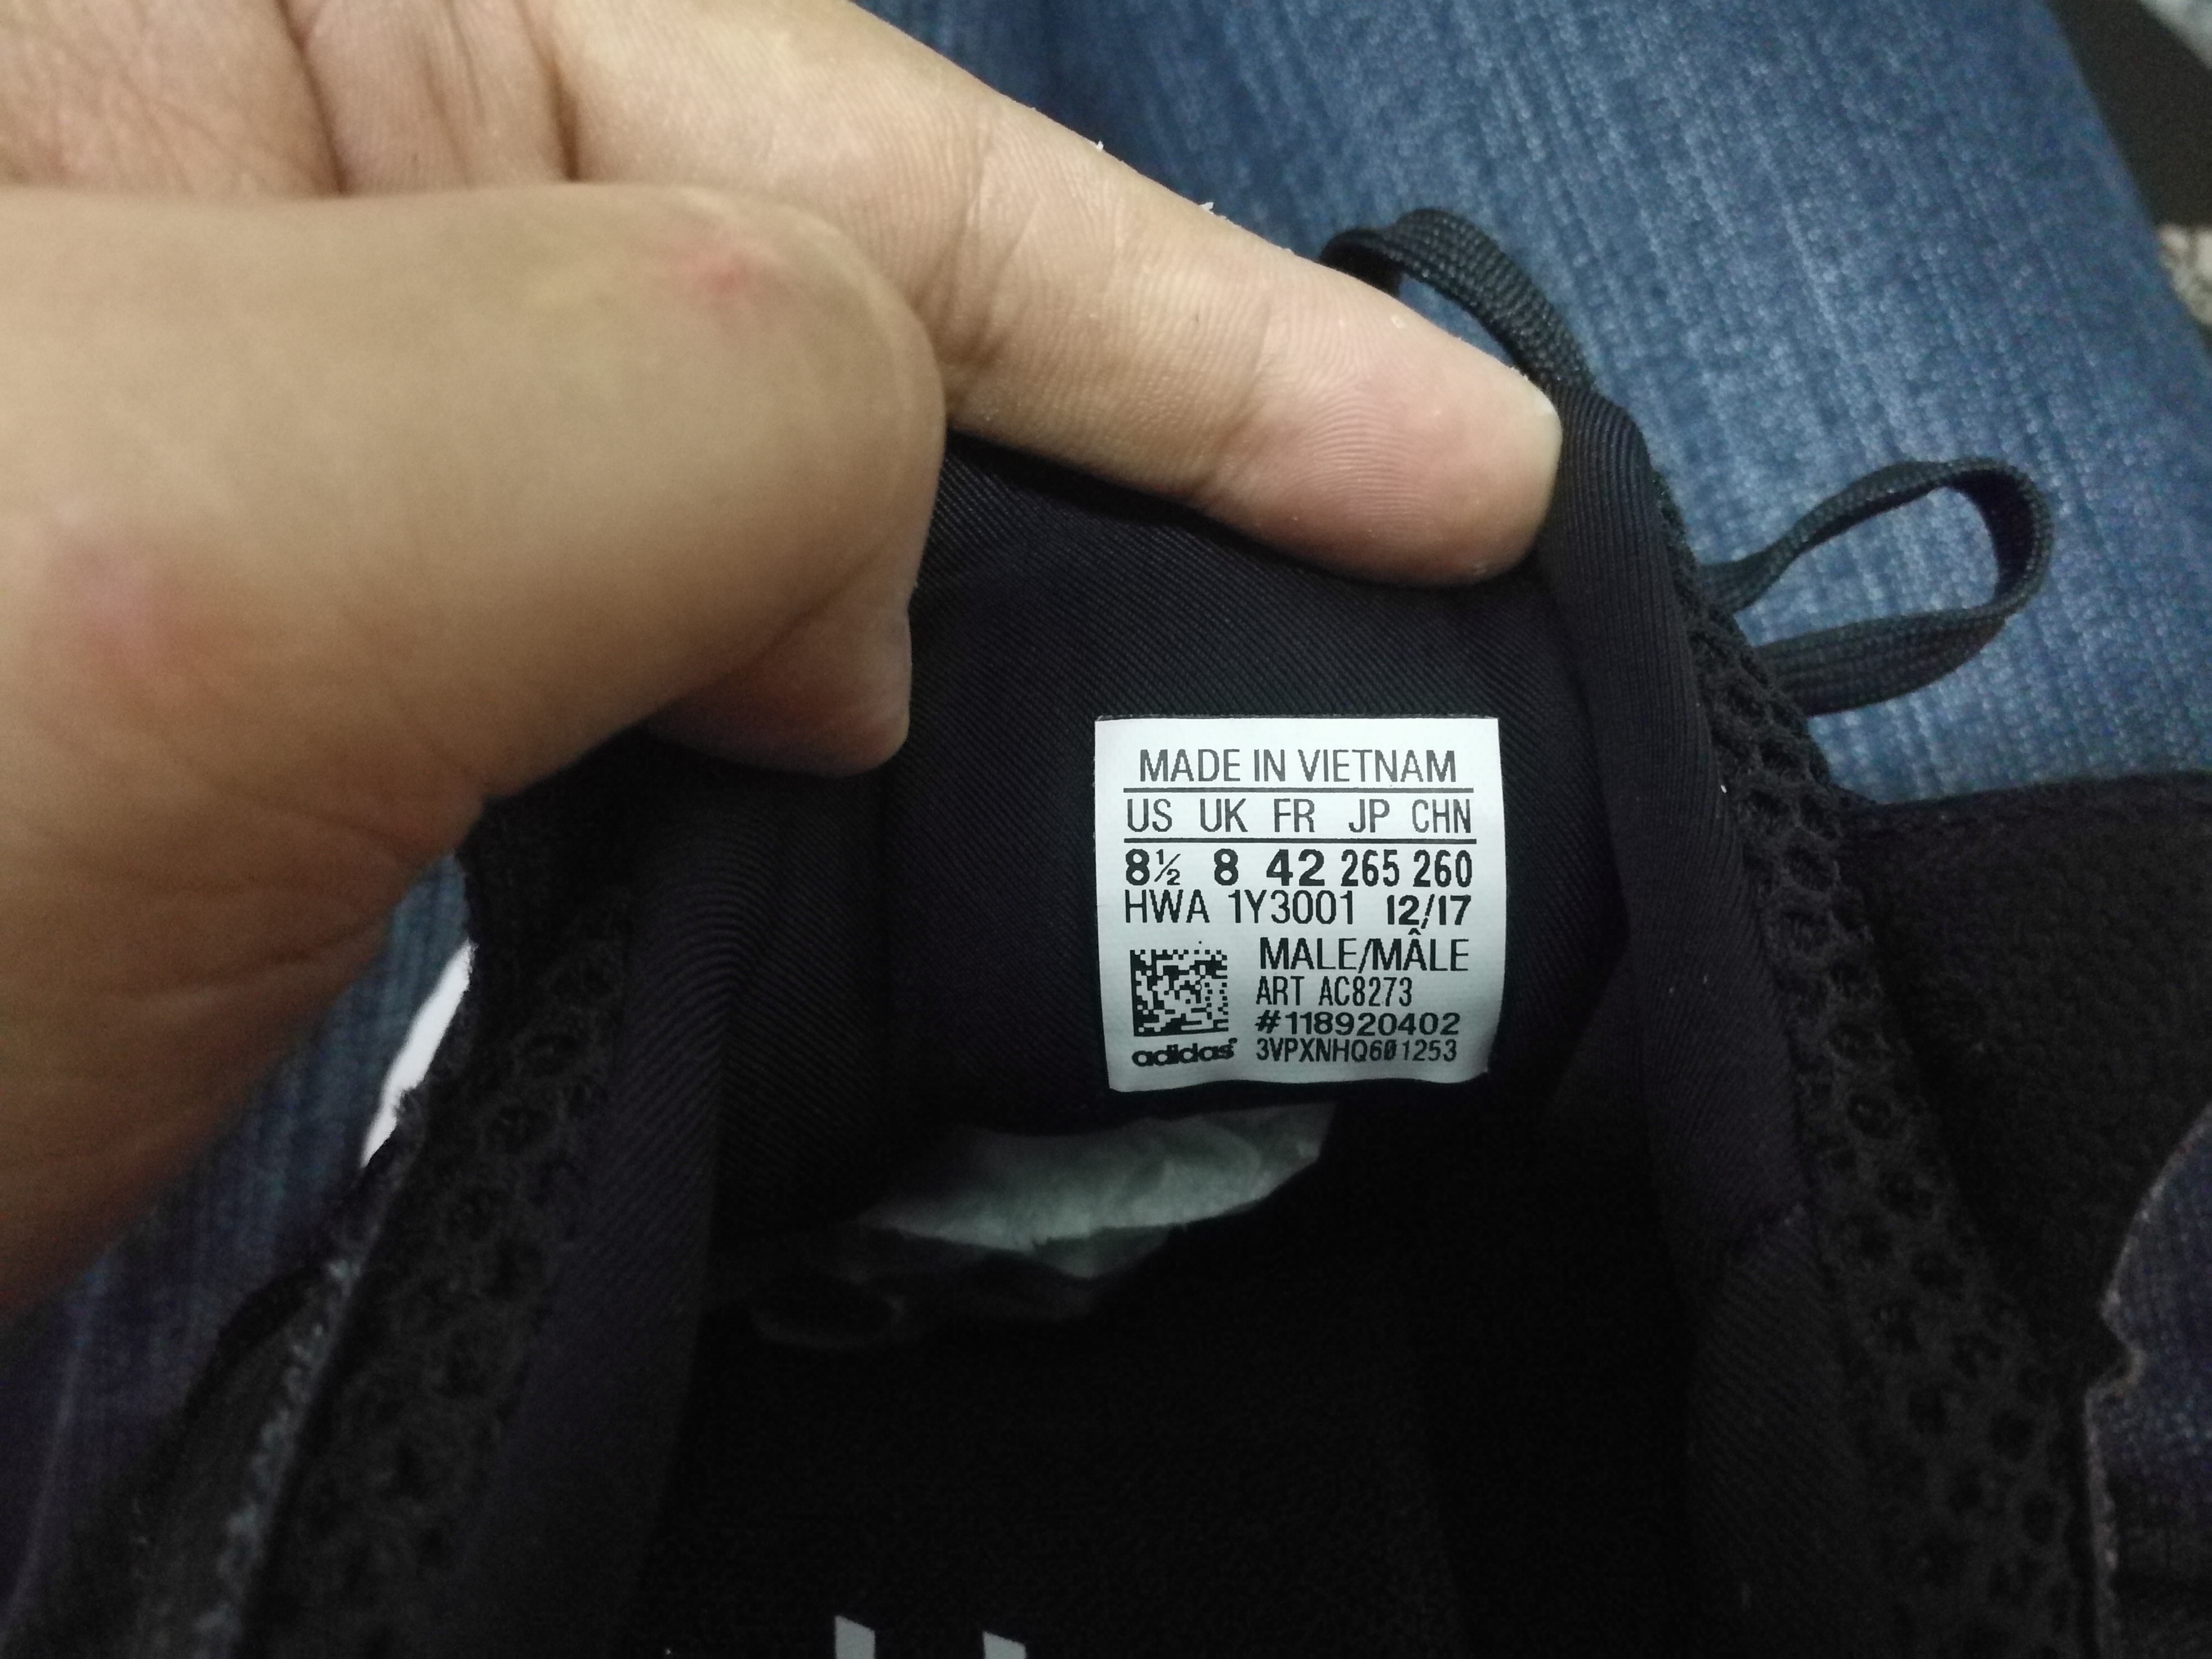 MADE IN VIETNAM
US UK FR JP CHN
8½ 8 42 265 260
HWA 1Y3001 12/17
MALE/MÂLE
ART AC8273
#118920402
adidas 3VPXNHQ601253